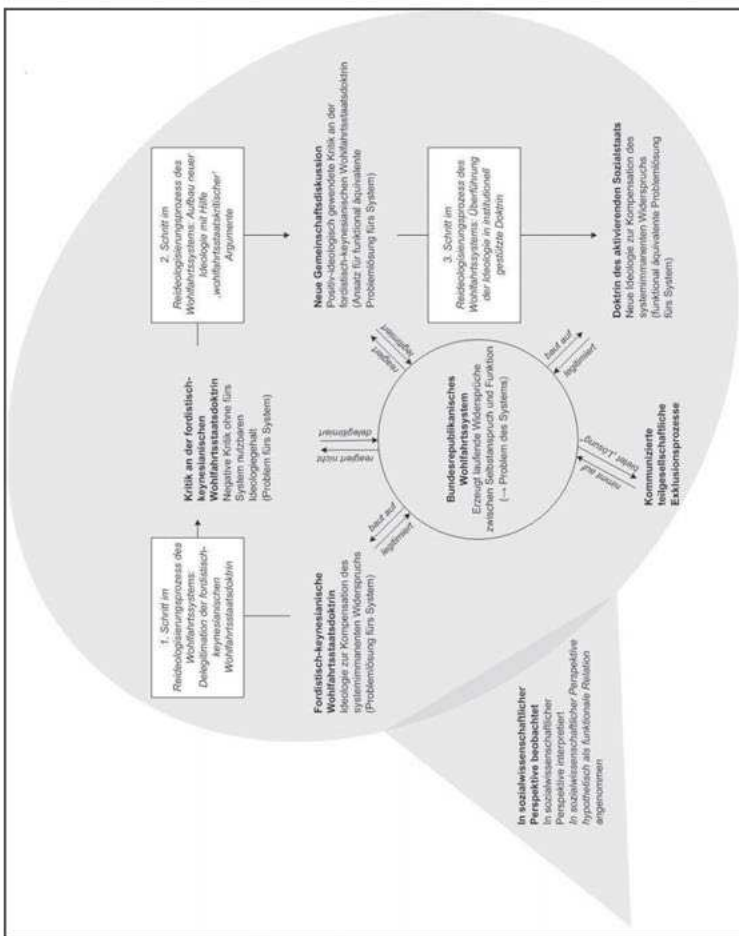 1. Schritt im
Reideologisierungsprozess des
Wohlfahrtssystems:
Delegitimation der fordistisch-
keynesianischen
Wohlfahrtsstaatsdoktrin
Kritik an der fordistisch-
keynesianischen
Wohlfahrtsstaatsdoktrin
Negative Kritik ohne fürs
System nutzbaren
Ideologiegehalt
(Problem fürs System)
2. Schritt im
Reideologisierungsprozess des
Wohlfahrtssystems: Aufbau neuer
Ideologie mit Hilfe
‚wohlfahrtsstaatskritischer'
Argumente
Fordistisch-keynesianische
Wohlfahrtsstaatsdoktrin
Ideologie zur Kompensation des
systemimmanenten Widerspruchs
(Problemlösung fürs System)
baut auf
legitimiert
reagiert nicht
delegitimiert
reagiert
legitimiert
Neue Gemeinschaftsdiskussion
Positiv-ideologisch gewendete Kritik an der
fordistisch-keynesianischen Wohlfahrtsstaatsdoktrin
(Ansatz für funktional äquivalente
Problemlösung fürs System)
Bundesrepublikanisches
Wohlfahrtssystem
Erzeugt laufende Widersprüche
zwischen Selbstanspruch und Funktion
(→ Problem des Systems)
3. Schritt im
Reideologisierungsprozess des
Wohlfahrtssystems: Überführung
der Ideologie in institutionell
gestützte Doktrin
nimmt auf
bietet ‚Lösung'
baut auf
legitimiert
Kommunizierte
teilgesellschaftliche
Exklusionsprozesse
Doktrin des aktivierenden Sozialstaats
Neue Ideologie zur Kompensation des
systemimmanenten Widerspruchs
(funktional äquivalente Problemlösung
fürs System)
In sozialwissenschaftlicher
Perspektive beobachtet
In sozialwissenschaftlicher
Perspektive interpretiert
In sozialwissenschaftlicher Perspektive
hypothetisch als funktionale Relation
angenommen